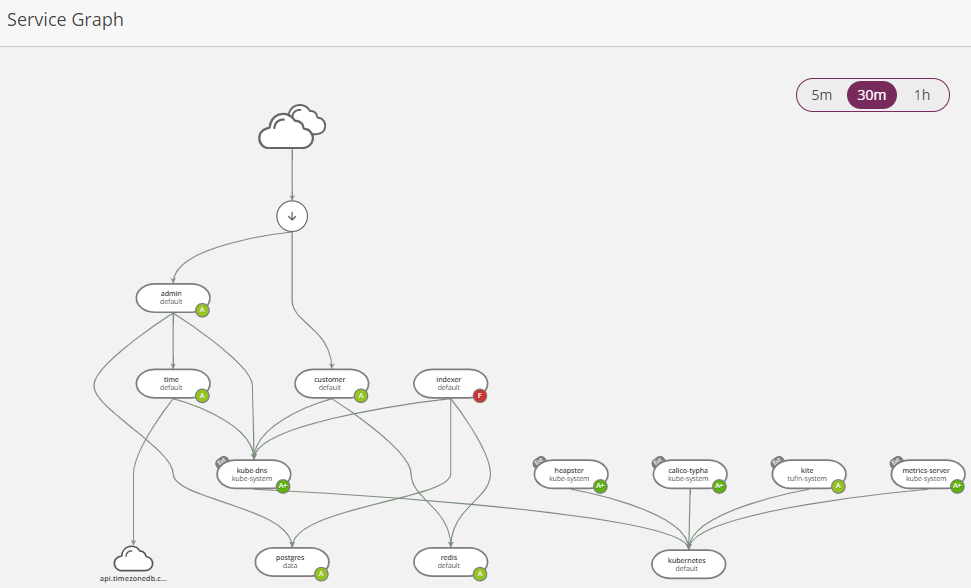 Service Graph
5m 30m 1h
admin
default
A
time
default
A
customer
default
A
indexer
default
F
kube-dns
kube-system
A+
heapster
kube-system
A+
calico-typha
kube-system
A+
kite
tufin-system
A
metrics-server
kube-system
A+
api.timezonedb.c...
postgres
data
A
redis
default
A
kubernetes
default